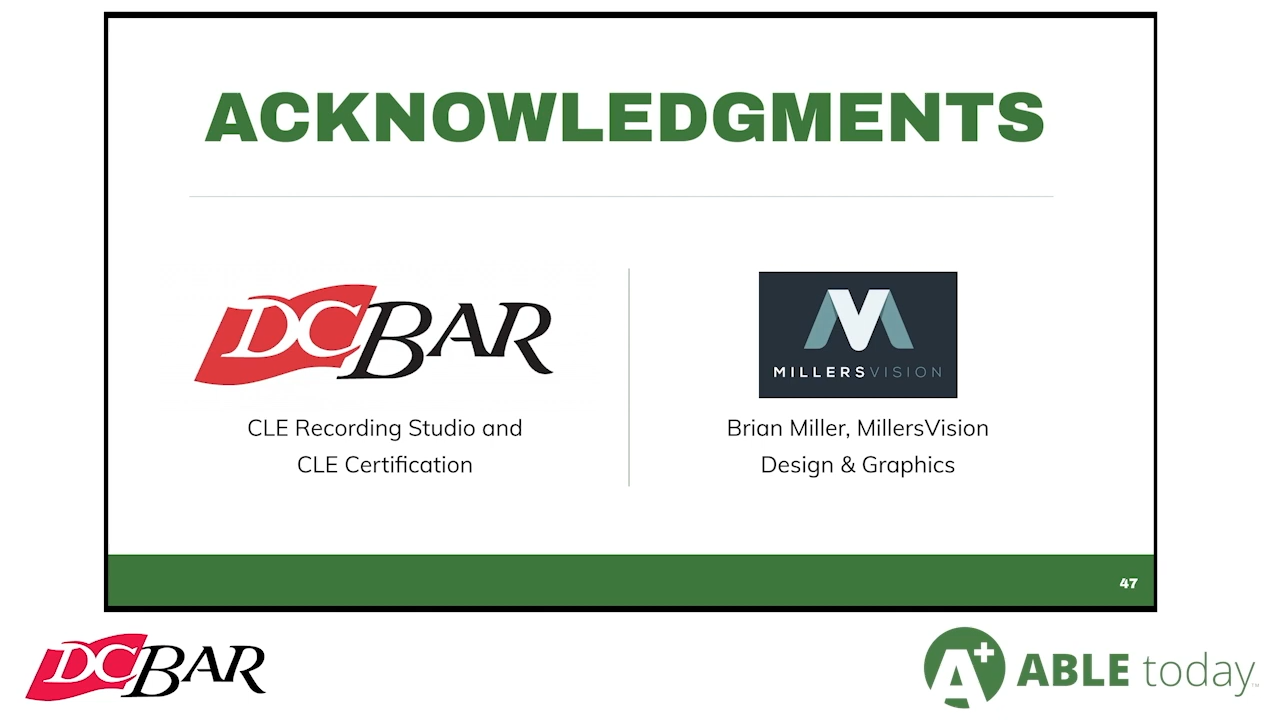 ACKNOWLEDGMENTS
DC BAR
CLE Recording Studio and
CLE Certification
MILLERSVISION
Brian Miller, MillersVision
Design & Graphics
47
DC BAR
A+ ABLE today™